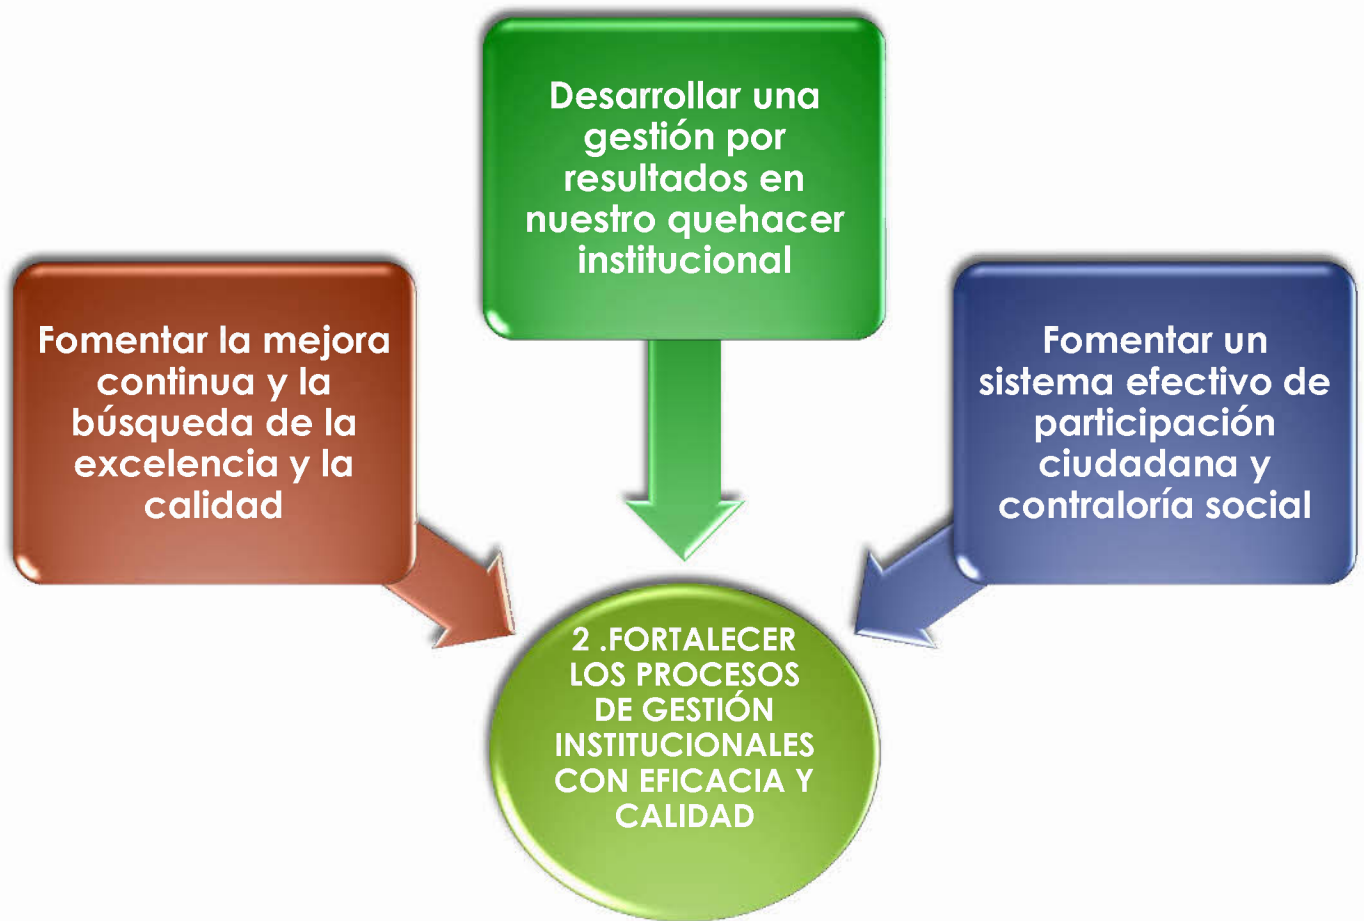 Desarrollar una
gestión por
resultados en
nuestro quehacer
institucional
Fomentar la mejora
continua y la
búsqueda de la
excelencia y la
calidad
Fomentar un
sistema efectivo de
participación
ciudadana y
contraloría social
2 .FORTALECER
LOS PROCESOS
DE GESTIÓN
INSTITUCIONALES
CON EFICACIA Y
CALIDAD